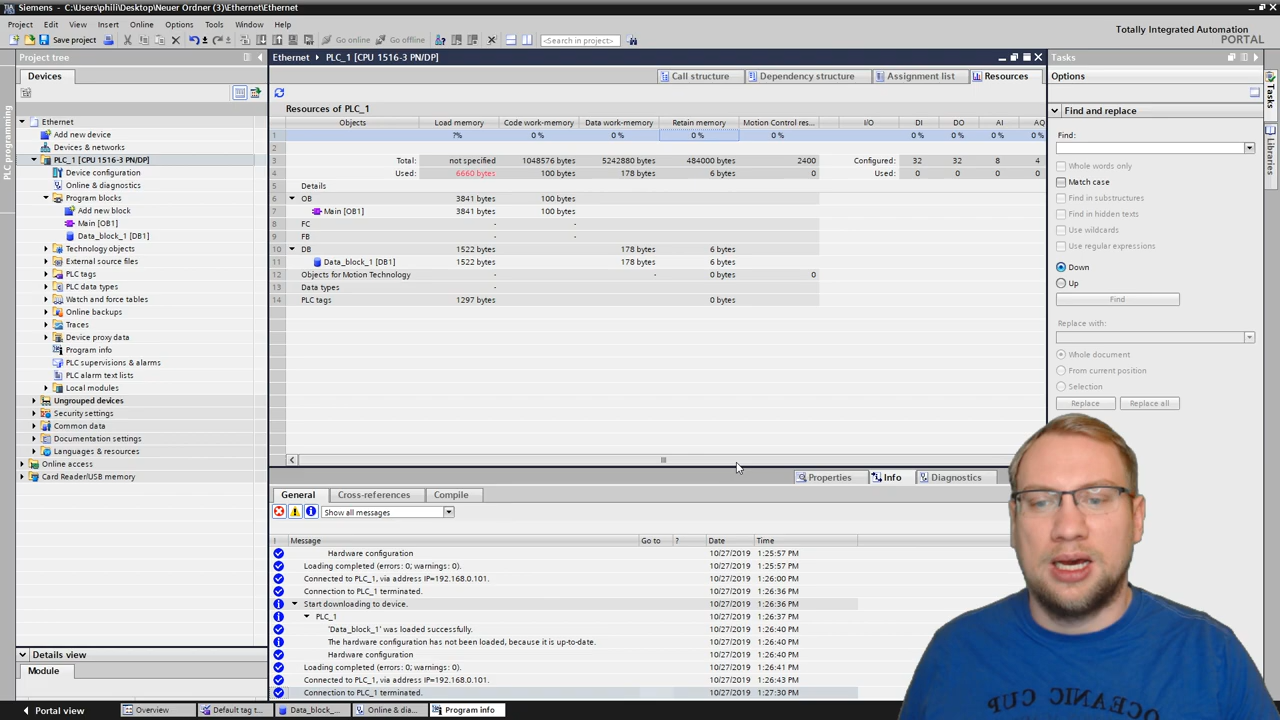 Siemens - C:\Users\phili\Desktop\Neuer Ordner (3)\Ethernet\Ethernet
Project Edit View Insert Online Options Tools Window Help
Totally Integrated Automation
PORTAL
Save project
Go online
Go offline
<Search in project>
Project tree
Ethernet ▸ PLC_1 [CPU 1516-3 PN/DP]
Tasks
Devices
Call structure
Dependency structure
Assignment list
Resources
Options
PLC programming
Tasks
Libraries
Resources of PLC_1
Objects Load memory Code work-memory Data work-memory Retain memory Motion Control res... I/O DI DO AI AQ
1 ?% 0 % 0 % 0 % 0 % 0 % 0 % 0 % 0 %
3 Total: not specified 1048576 bytes 5242880 bytes 484000 bytes 2400 Configured: 32 32 8 4
4 Used: 6660 bytes 100 bytes 178 bytes 6 bytes 0 Used: 0 0 0 0
5 Details
6 OB 3841 bytes 100 bytes
7 Main [OB1] 3841 bytes 100 bytes
8 FC - -
9 FB - -
10 DB 1522 bytes 178 bytes 6 bytes
11 Data_block_1 [DB1] 1522 bytes 178 bytes 6 bytes
12 Objects for Motion Technology - - 0 bytes 0
13 Data types -
14 PLC tags 1297 bytes 0 bytes
Ethernet
Add new device
Devices & networks
PLC_1 [CPU 1516-3 PN/DP]
Device configuration
Online & diagnostics
Program blocks
Add new block
Main [OB1]
Data_block_1 [DB1]
Technology objects
External source files
PLC tags
PLC data types
Watch and force tables
Online backups
Traces
Device proxy data
Program info
PLC supervisions & alarms
PLC alarm text lists
Local modules
Ungrouped devices
Security settings
Common data
Documentation settings
Languages & resources
Online access
Card Reader/USB memory
Details view
Module
Find and replace
Find:
Whole words only
Match case
Find in substructures
Find in hidden texts
Use wildcards
Use regular expressions
Down
Up
Find
Replace with:
Whole document
From current position
Selection
Replace
Replace all
Properties
Info
Diagnostics
General
Cross-references
Compile
Show all messages
! Message Go to ? Date Time
Hardware configuration 10/27/2019 1:25:57 PM
Loading completed (errors: 0; warnings: 0). 10/27/2019 1:25:57 PM
Connected to PLC_1, via address IP=192.168.0.101. 10/27/2019 1:26:00 PM
Connection to PLC_1 terminated. 10/27/2019 1:26:36 PM
Start downloading to device. 10/27/2019 1:26:36 PM
PLC_1 10/27/2019 1:26:37 PM
'Data_block_1' was loaded successfully. 10/27/2019 1:26:40 PM
The hardware configuration has not been loaded, because it is up-to-date. 10/27/2019 1:26:40 PM
Hardware configuration 10/27/2019 1:26:40 PM
Loading completed (errors: 0; warnings: 0). 10/27/2019 1:26:41 PM
Connected to PLC_1, via address IP=192.168.0.101. 10/27/2019 1:26:43 PM
Connection to PLC_1 terminated. 10/27/2019 1:27:30 PM
Portal view
Overview
Default tag t...
Data_block_...
Online & dia...
Program info
OCEANIC CUP